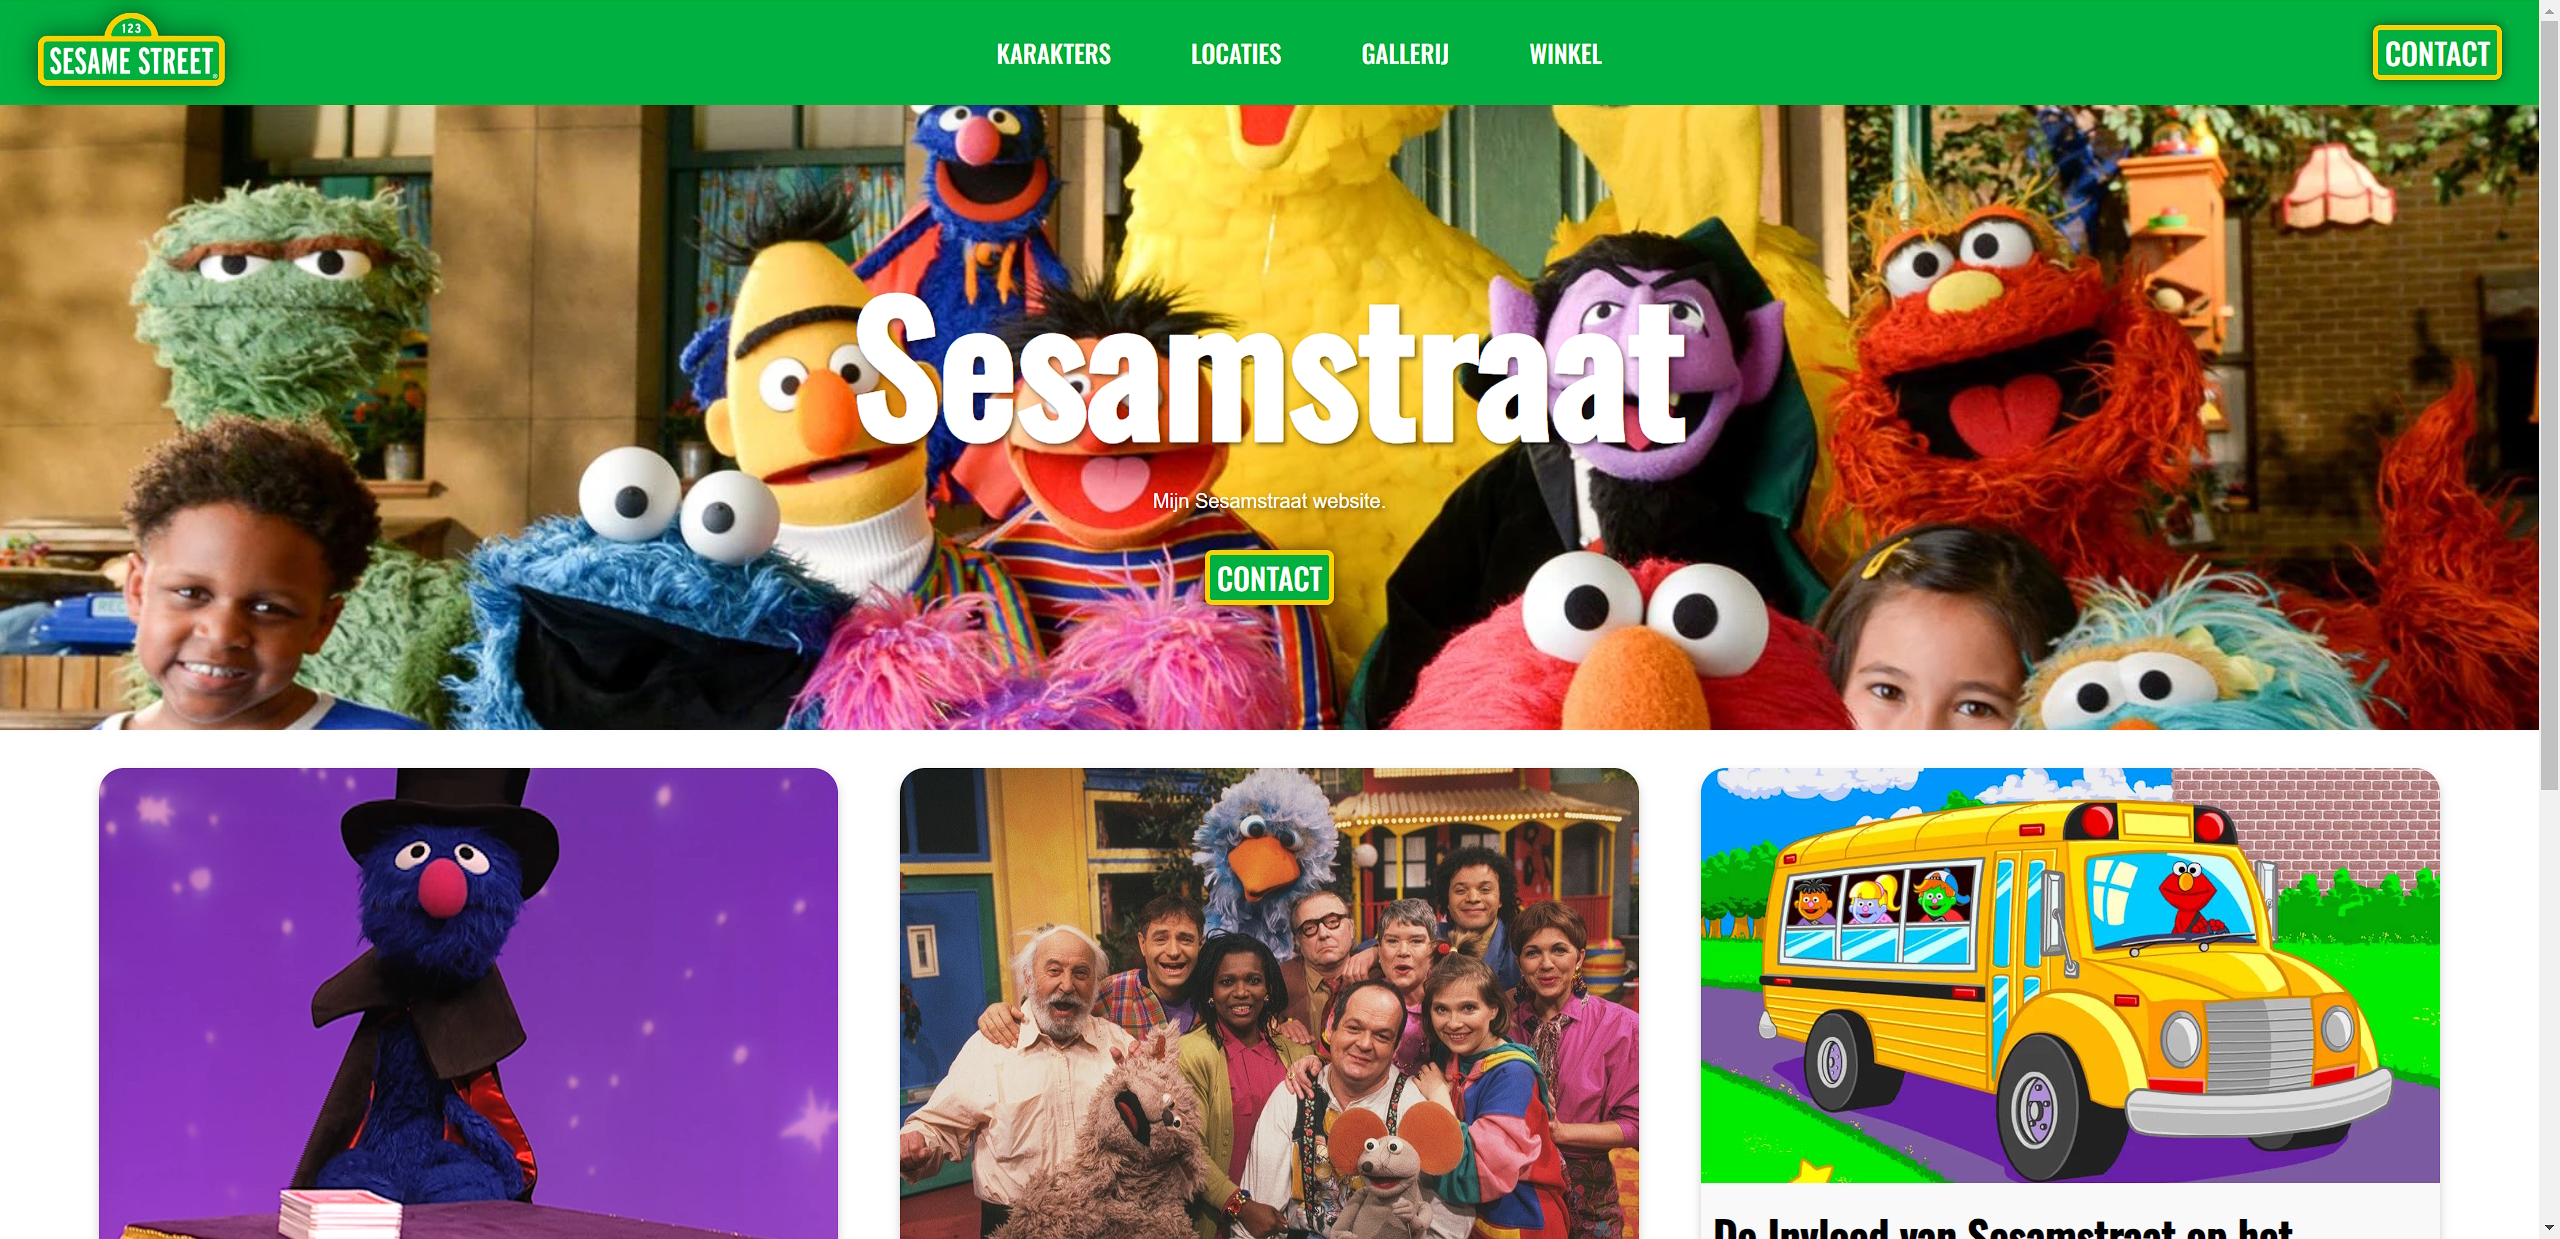 123
SESAME STREET
KARAKTERS
LOCATIES
GALLERIJ
WINKEL
CONTACT
Sesamstraat
Mijn Sesamstraat website.
CONTACT
De Invloed van Sesamstraat op het